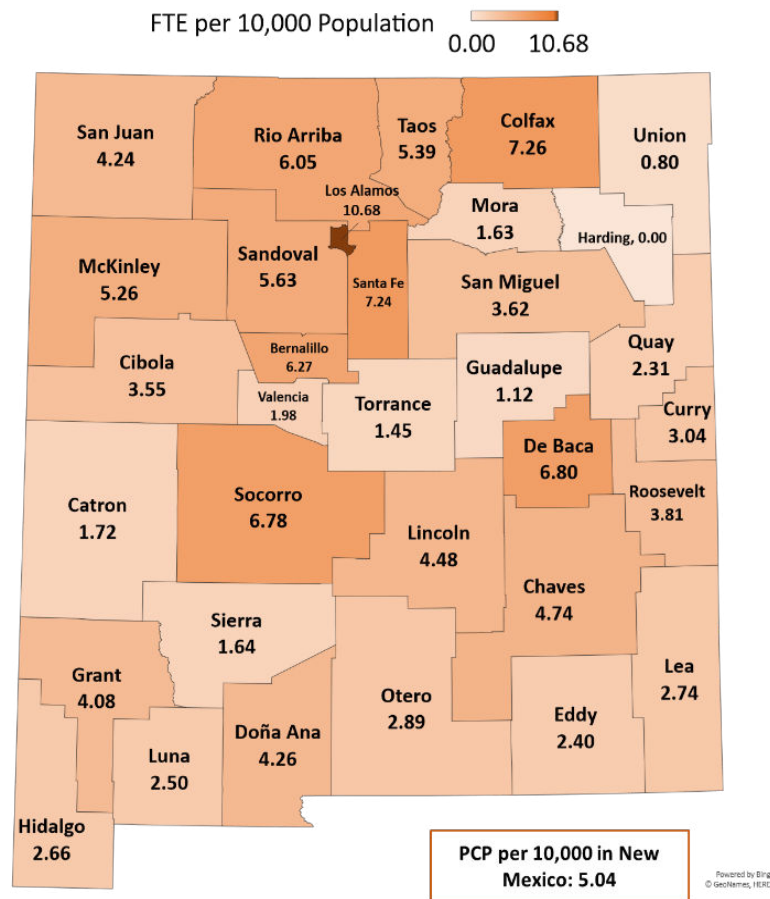 FTE per 10,000 Population
0.00 10.68
San Juan
4.24
Rio Arriba
6.05
Taos
5.39
Colfax
7.26
Union
0.80
Los Alamos
10.68
Mora
1.63
Harding, 0.00
McKinley
5.26
Sandoval
5.63
Santa Fe
7.24
San Miguel
3.62
Quay
2.31
Cibola
3.55
Bernalillo
6.27
Valencia
1.98
Torrance
1.45
Guadalupe
1.12
Curry
3.04
De Baca
6.80
Roosevelt
3.81
Catron
1.72
Socorro
6.78
Lincoln
4.48
Chaves
4.74
Sierra
1.64
Grant
4.08
Otero
2.89
Lea
2.74
Eddy
2.40
Doña Ana
4.26
Luna
2.50
Hidalgo
2.66
PCP per 10,000 in New
Mexico: 5.04
Powered by Bing
© GeoNames, HERE